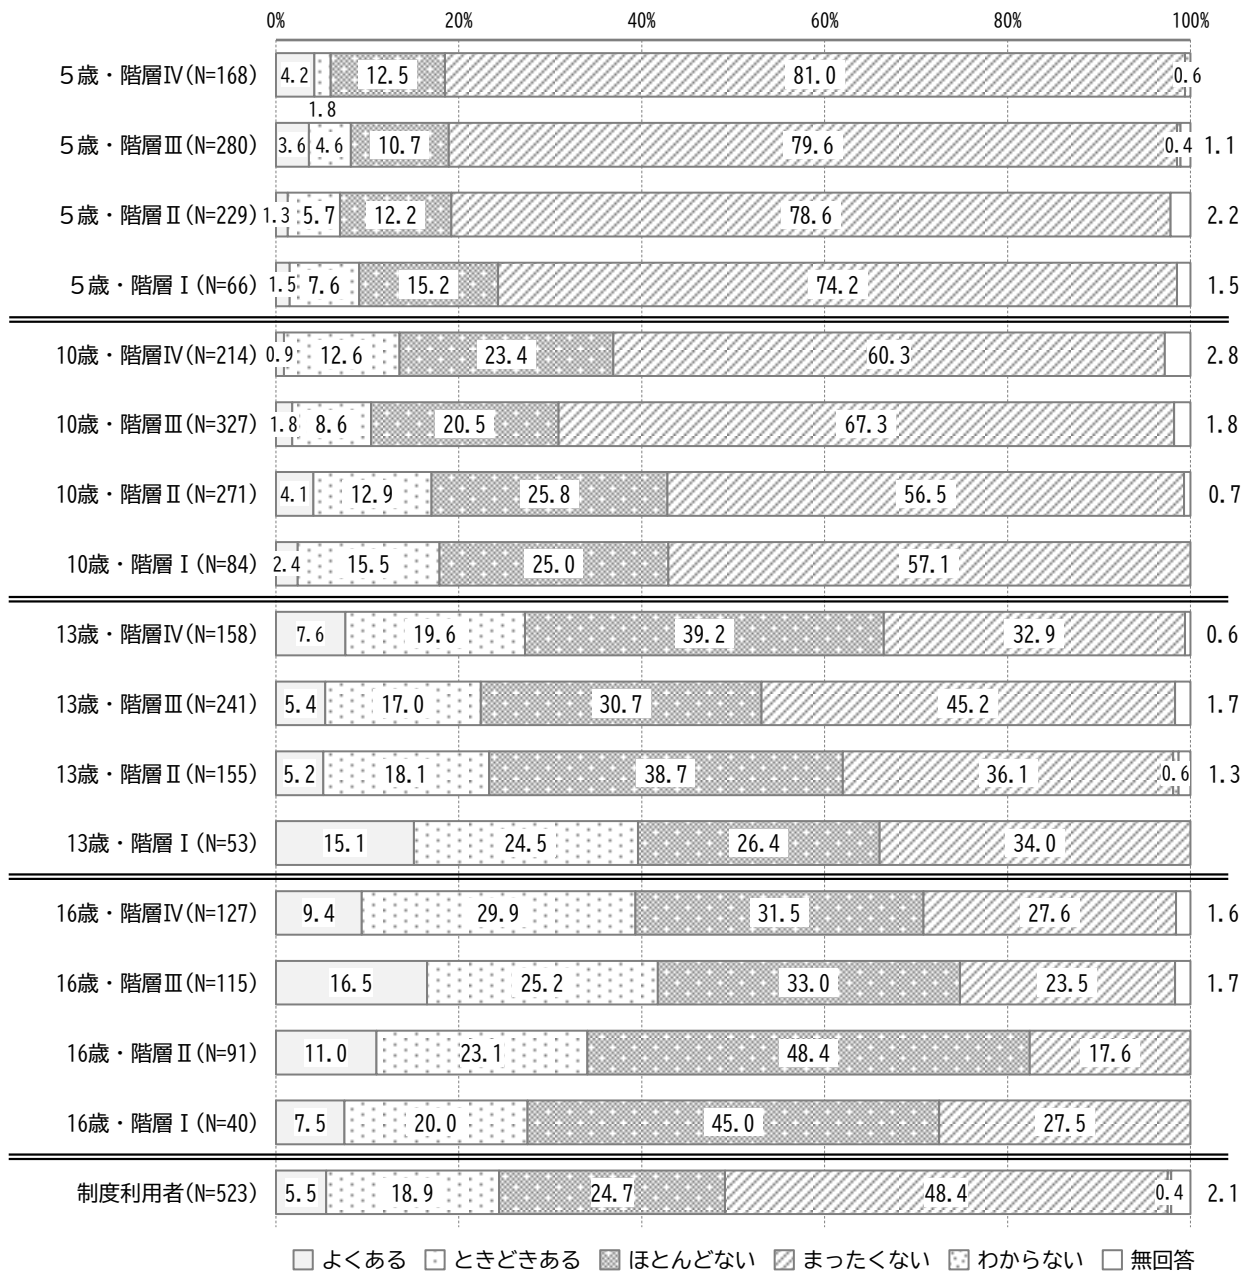 0% 20% 40% 60% 80% 100%
5歳・階層Ⅳ(N=168) 4.2 1.8 12.5 81.0 0.6
5歳・階層Ⅲ(N=280) 3.6 4.6 10.7 79.6 0.4 1.1
5歳・階層Ⅱ(N=229) 1.3 5.7 12.2 78.6 2.2
5歳・階層Ⅰ(N=66) 1.5 7.6 15.2 74.2 1.5
10歳・階層Ⅳ(N=214) 0.9 12.6 23.4 60.3 2.8
10歳・階層Ⅲ(N=327) 1.8 8.6 20.5 67.3 1.8
10歳・階層Ⅱ(N=271) 4.1 12.9 25.8 56.5 0.7
10歳・階層Ⅰ(N=84) 2.4 15.5 25.0 57.1
13歳・階層Ⅳ(N=158) 7.6 19.6 39.2 32.9 0.6
13歳・階層Ⅲ(N=241) 5.4 17.0 30.7 45.2 1.7
13歳・階層Ⅱ(N=155) 5.2 18.1 38.7 36.1 0.6 1.3
13歳・階層Ⅰ(N=53) 15.1 24.5 26.4 34.0
16歳・階層Ⅳ(N=127) 9.4 29.9 31.5 27.6 1.6
16歳・階層Ⅲ(N=115) 16.5 25.2 33.0 23.5 1.7
16歳・階層Ⅱ(N=91) 11.0 23.1 48.4 17.6
16歳・階層Ⅰ(N=40) 7.5 20.0 45.0 27.5
制度利用者(N=523) 5.5 18.9 24.7 48.4 0.4 2.1
よくある ときどきある ほとんどない まったくない わからない 無回答